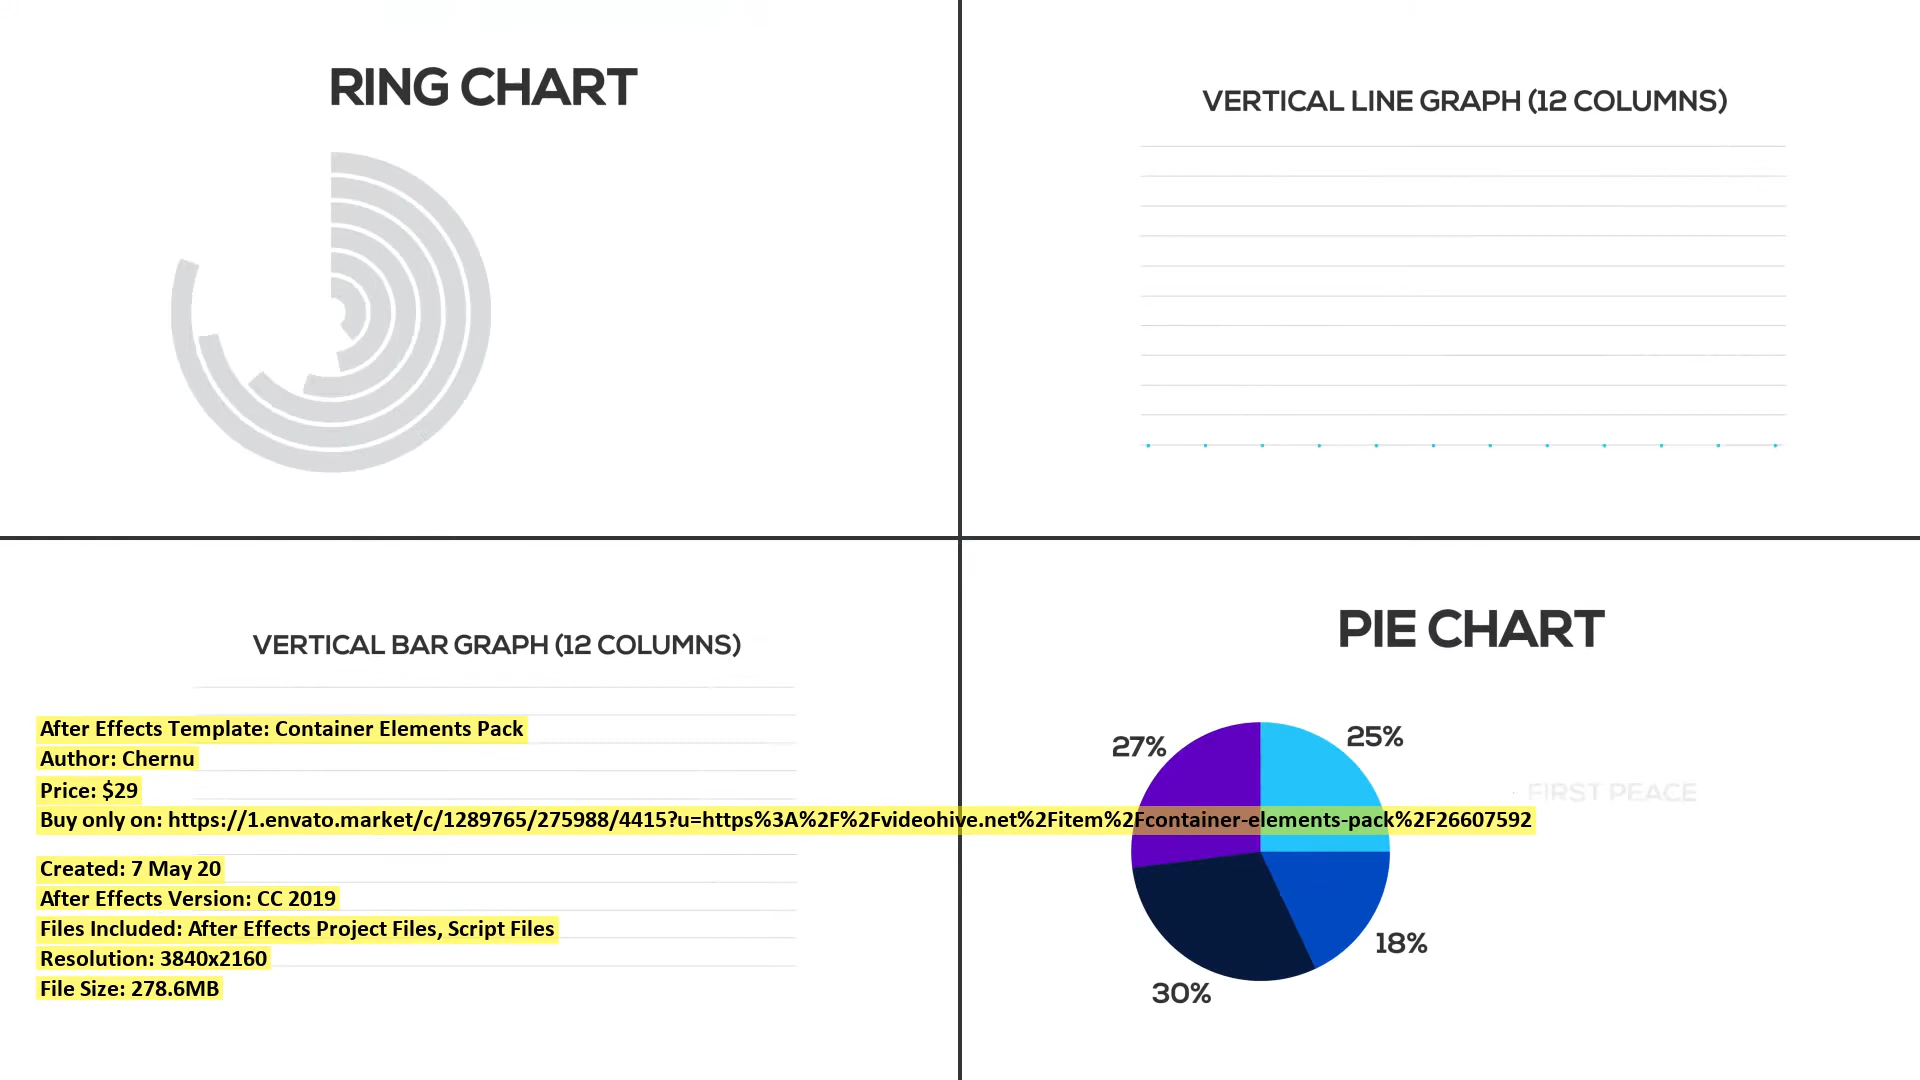 RING CHART
VERTICAL LINE GRAPH (12 COLUMNS)
VERTICAL BAR GRAPH (12 COLUMNS)
After Effects Template: Container Elements Pack
Author: Chernu
Price: $29
Buy only on: https://1.envato.market/c/1289765/275988/4415?u=https%3A%2F%2Fvideohive.net%2Fitem%2Fcontainer-elements-pack%2F26607592
Created: 7 May 20
After Effects Version: CC 2019
Files Included: After Effects Project Files, Script Files
Resolution: 3840x2160
File Size: 278.6MB
PIE CHART
27%
25%
FIRST PEACE
18%
30%